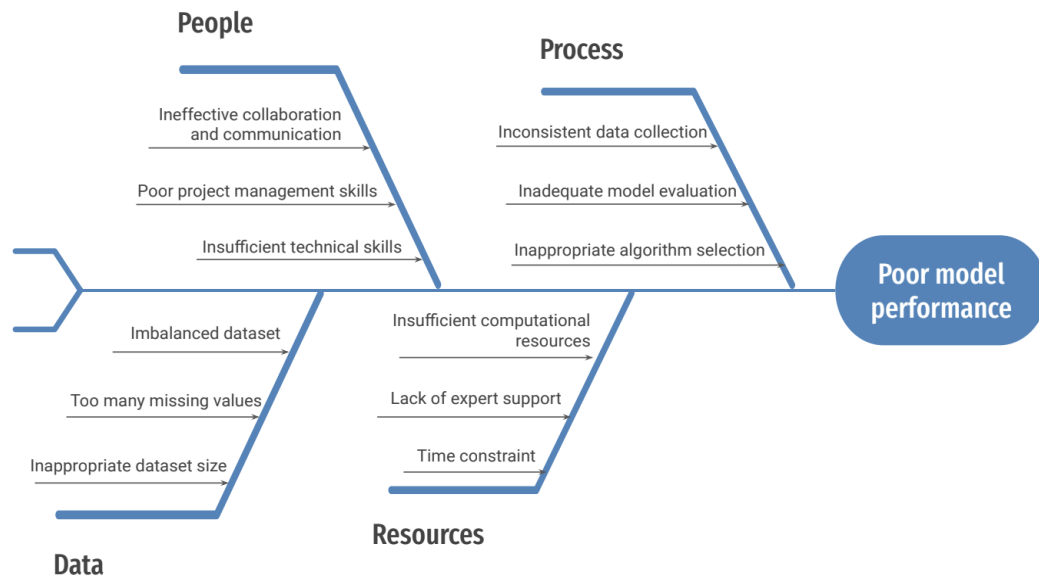 People
Ineffective collaboration
and communication
Poor project management skills
Insufficient technical skills
Process
Inconsistent data collection
Inadequate model evaluation
Inappropriate algorithm selection
Poor model
performance
Imbalanced dataset
Too many missing values
Inappropriate dataset size
Data
Insufficient computational
resources
Lack of expert support
Time constraint
Resources